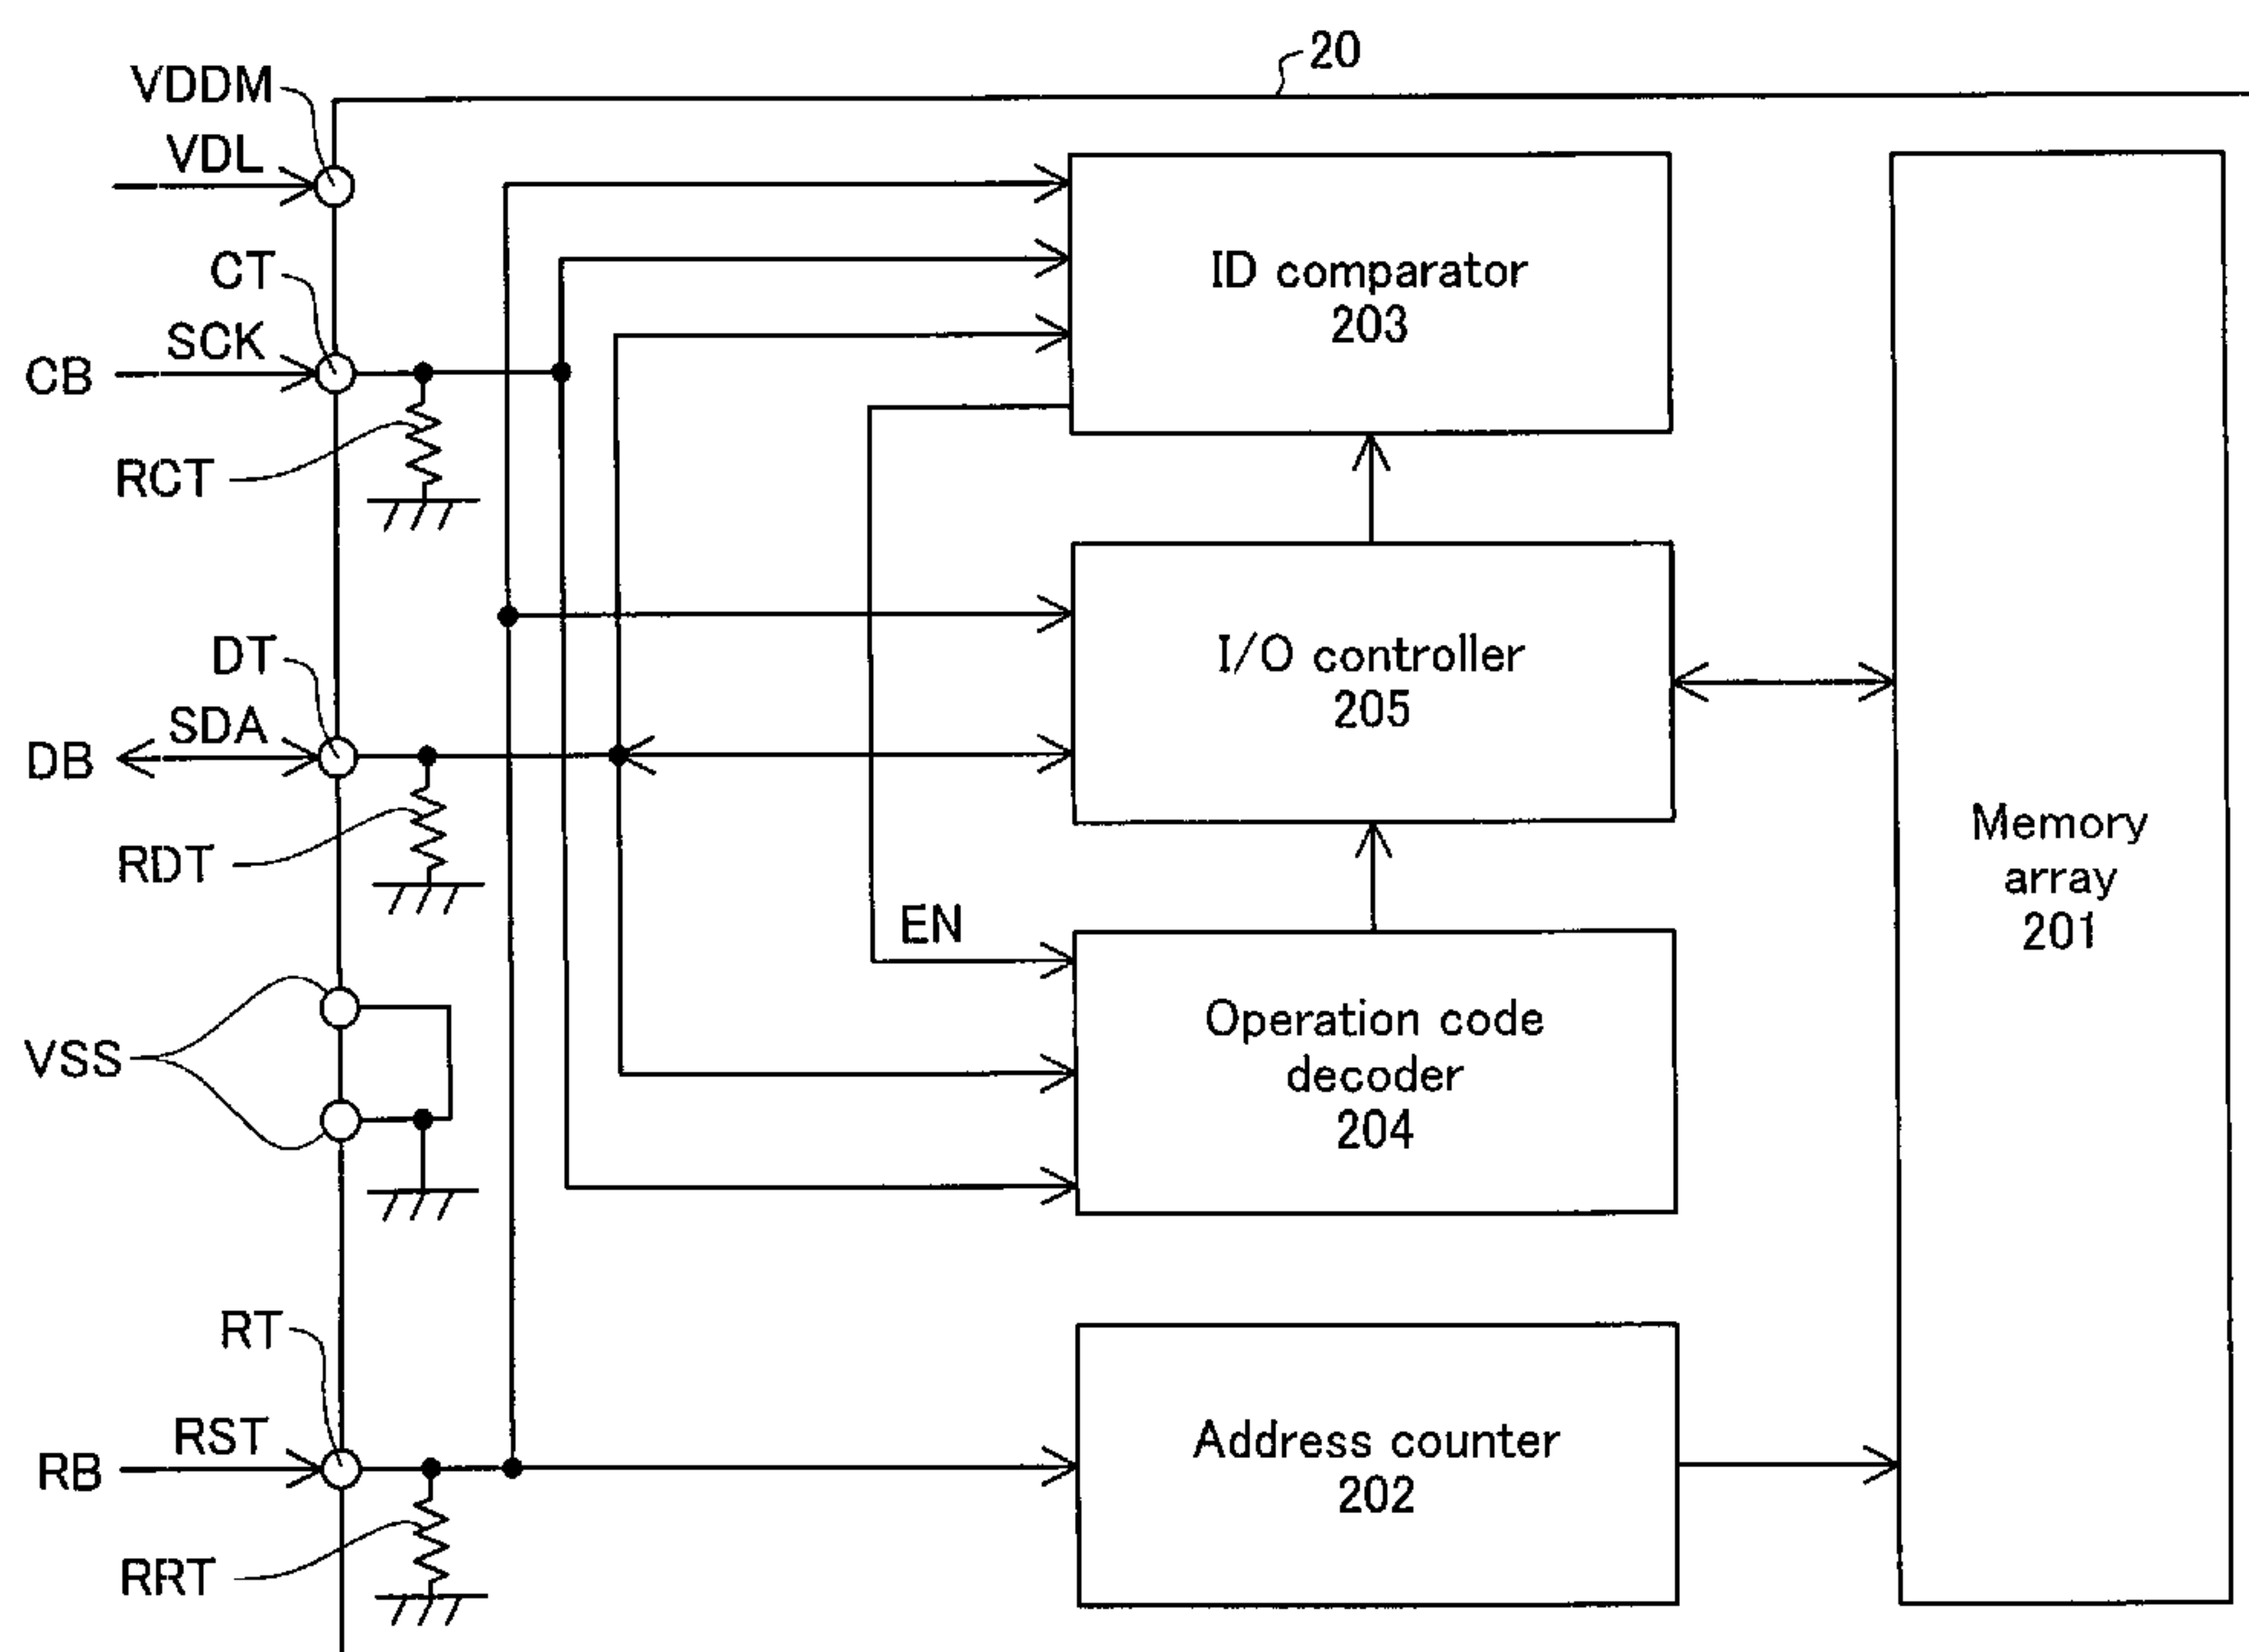 20
VDDM
VDL
CT
SCK
CB
RCT
ID comparator
203
DT
SDA
DB
RDT
I/O controller
205
Memory
array
201
EN
VSS
Operation code
decoder
204
RT
RST
RB
RRT
Address counter
202